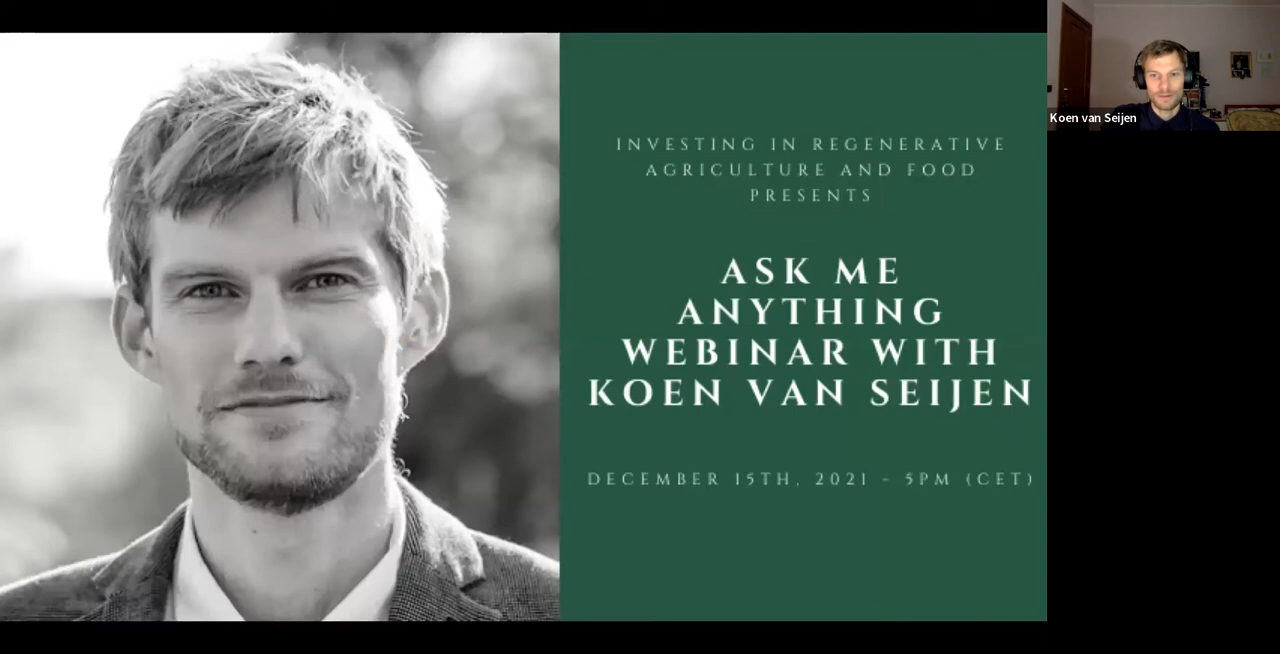 INVESTING IN REGENERATIVE
AGRICULTURE AND FOOD
PRESENTS
ASK ME
ANYTHING
WEBINAR WITH
KOEN VAN SEIJEN
DECEMBER 15TH, 2021 - 5PM (CET)
Koen van Seijen